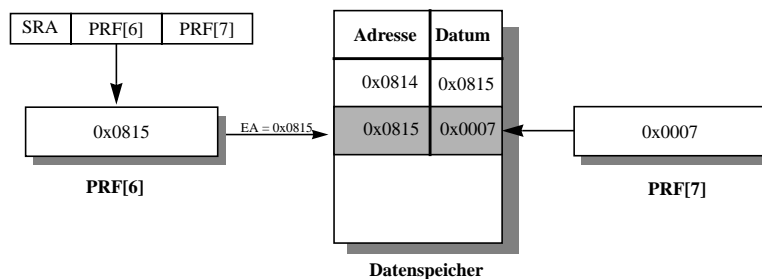 SRA PRF[6] PRF[7]
Adresse Datum
0x0814 0x0815
0x0815
EA = 0x0815
0x0815 0x0007
0x0007
PRF[6]
PRF[7]
Datenspeicher